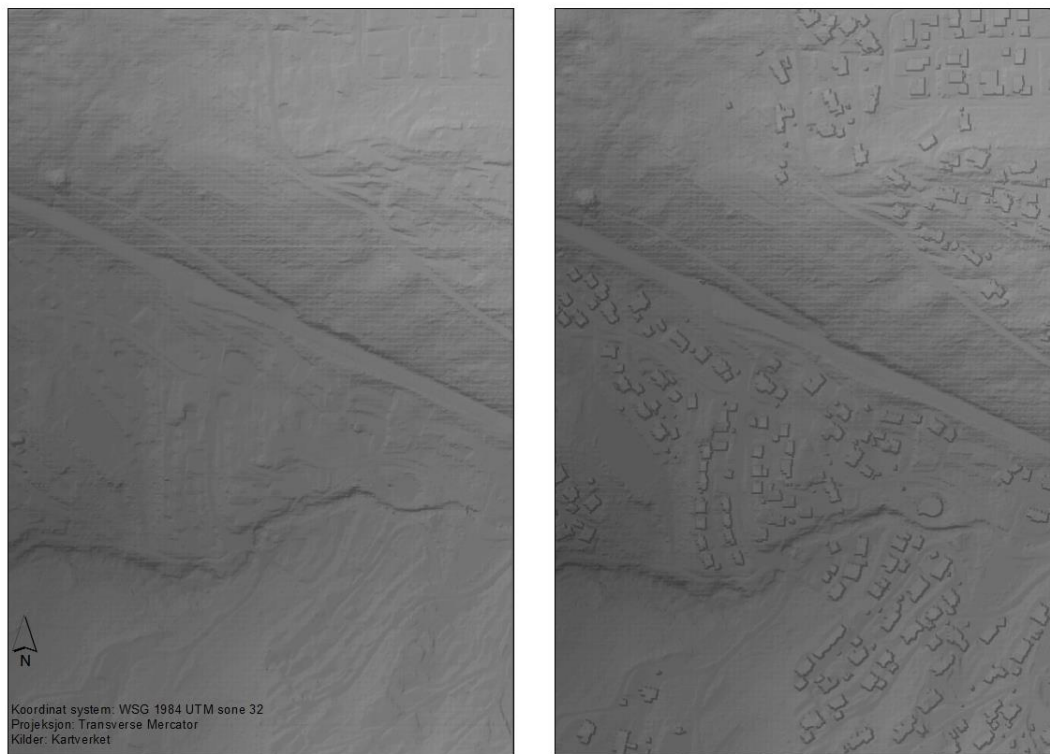 N
Koordinat system: WSG 1984 UTM sone 32
Projeksjon: Transverse Mercator
Kilder: Kartverket